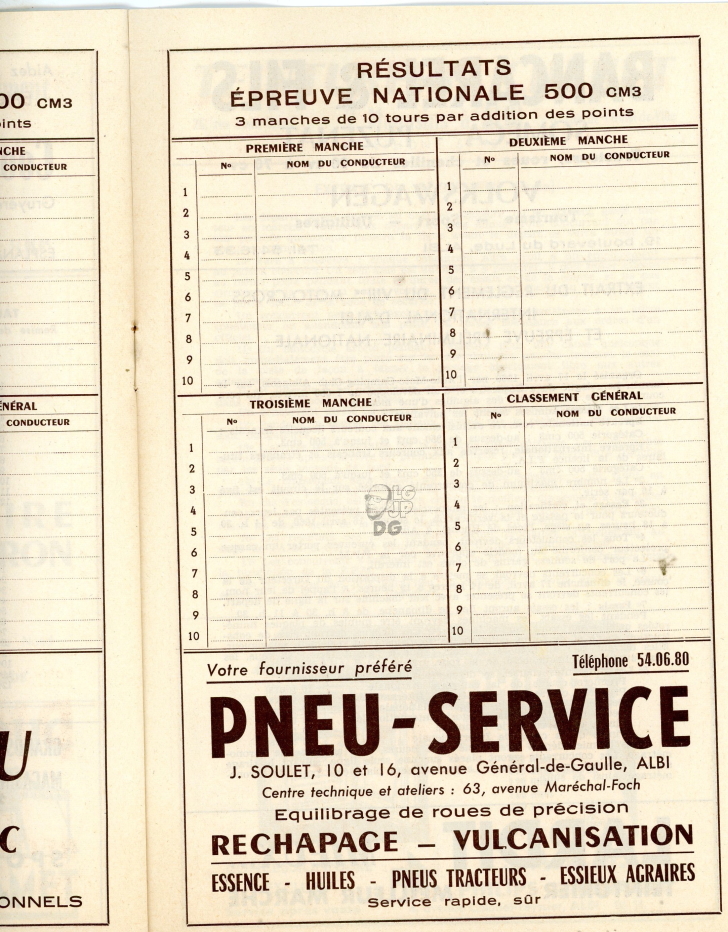 00 CM3
ints
NCHE
CONDUCTEUR
ÉNÉRAL
CONDUCTEUR
U
C
ONNELS
RÉSULTATS
ÉPREUVE NATIONALE 500 CM3
3 manches de 10 tours par addition des points
PREMIÈRE MANCHE
No NOM DU CONDUCTEUR
1
2
3
4
5
6
7
8
9
10
DEUXIÈME MANCHE
No NOM DU CONDUCTEUR
1
2
3
4
5
6
7
8
9
10
TROISIÈME MANCHE
No NOM DU CONDUCTEUR
1
2
3
4
5
6
7
8
9
10
CLASSEMENT GÉNÉRAL
No NOM DU CONDUCTEUR
1
2
3
4
5
6
7
8
9
10
LG
JP
DG
Votre fournisseur préféré
Téléphone 54.06.80
PNEU-SERVICE
J. SOULET, 10 et 16, avenue Général-de-Gaulle, ALBI
Centre technique et ateliers : 63, avenue Maréchal-Foch
Equilibrage de roues de précision
RECHAPAGE – VULCANISATION
ESSENCE - HUILES - PNEUS TRACTEURS - ESSIEUX AGRAIRES
Service rapide, sûr